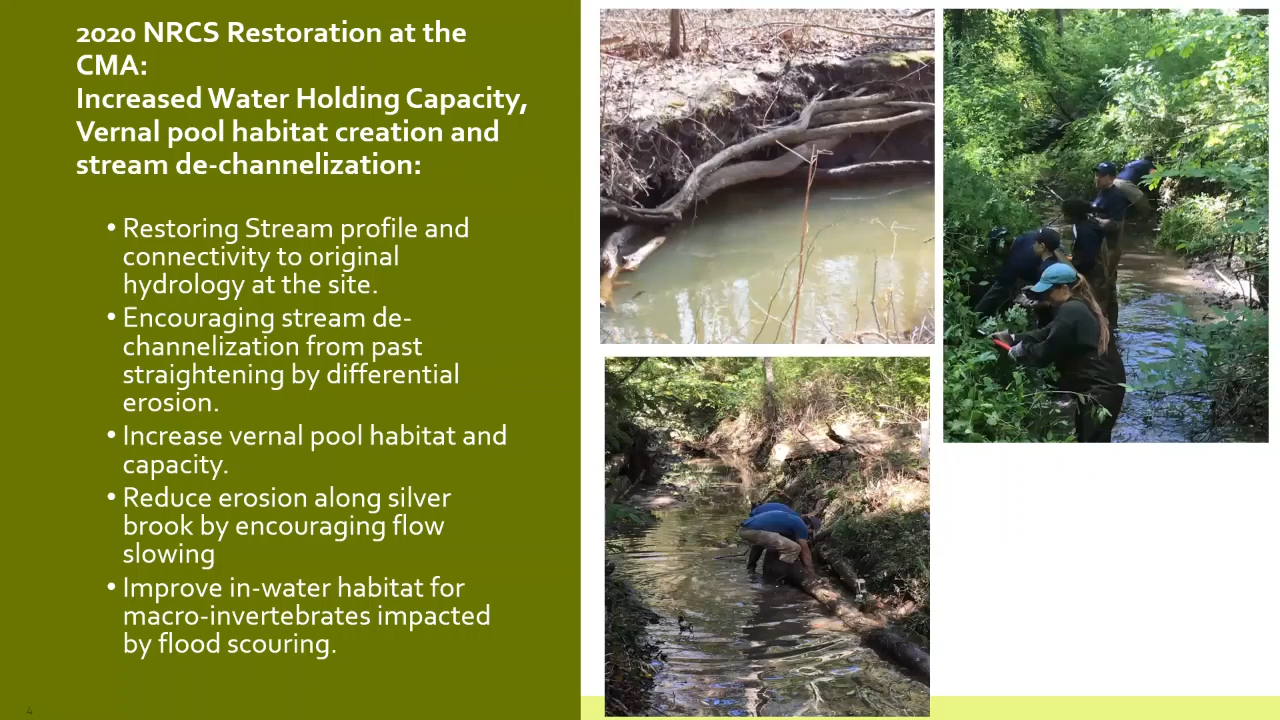 2020 NRCS Restoration at the
CMA:
Increased Water Holding Capacity,
Vernal pool habitat creation and
stream de-channelization:
• Restoring Stream profile and
connectivity to original
hydrology at the site.
• Encouraging stream de-
channelization from past
straightening by differential
erosion.
• Increase vernal pool habitat and
capacity.
• Reduce erosion along silver
brook by encouraging flow
slowing
• Improve in-water habitat for
macro-invertebrates impacted
by flood scouring.
4